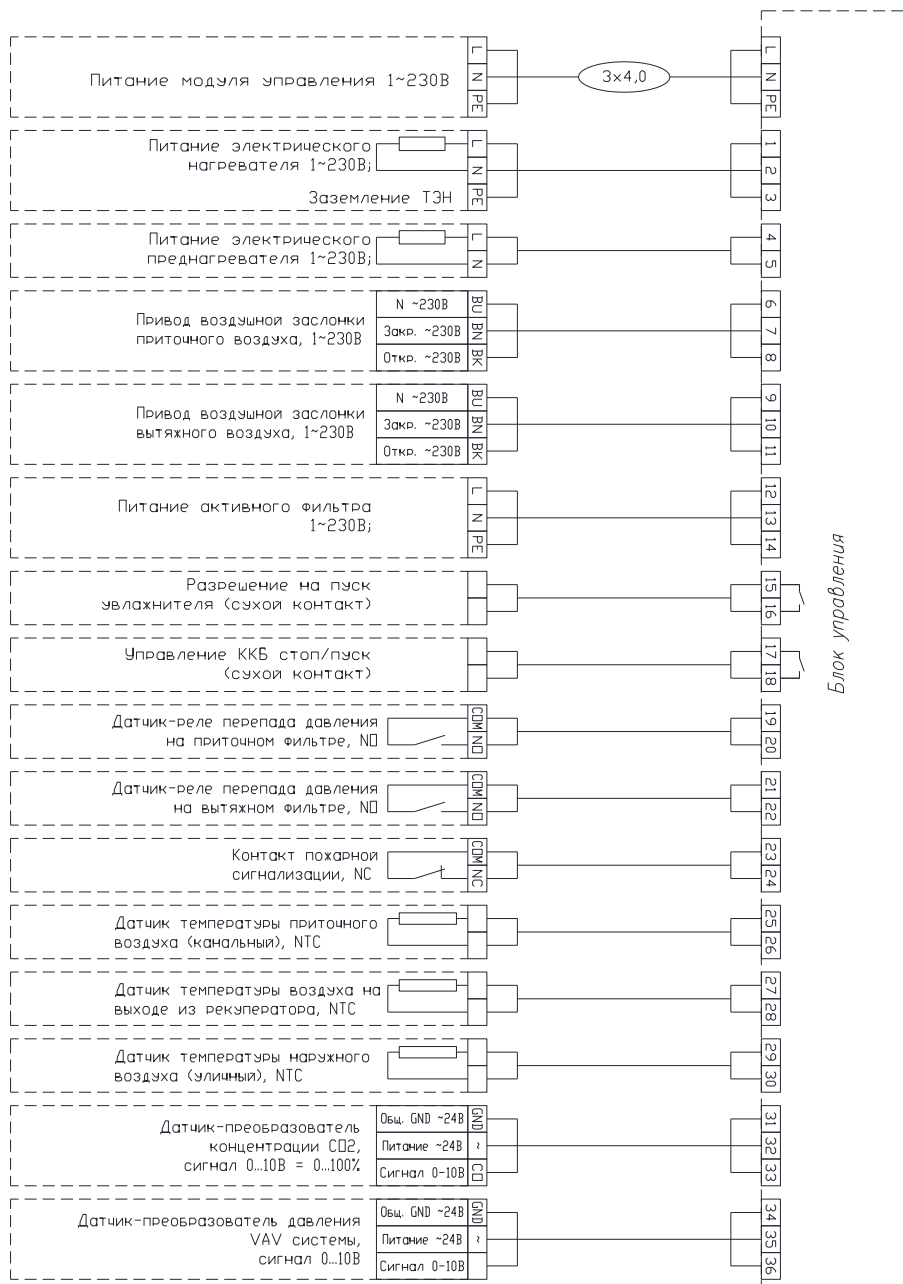 Питание модуля управления 1~230В
L
N
PE
3×4,0
L
N
PE
Питание электрического
нагревателя 1~230В;
Заземление ТЭН
L
N
PE
1
2
3
Питание электрического
преднагревателя 1~230В;
L
N
4
5
Привод воздушной заслонки
приточного воздуха, 1~230В
N ~230В
Закр. ~230В
Откр. ~230В
BU
BN
BK
6
7
8
Привод воздушной заслонки
вытяжного воздуха, 1~230В
N ~230В
Закр. ~230В
Откр. ~230В
BU
BN
BK
9
10
11
Питание активного фильтра
1~230В;
L
N
PE
12
13
14
Разрешение на пуск
увлажнителя (сухой контакт)
15
16
Управление ККБ стоп/пуск
(сухой контакт)
17
18
Блок управления
Датчик-реле перепада давления
на приточном фильтре, NO
COM
NO
19
20
Датчик-реле перепада давления
на вытяжном фильтре, NO
COM
NO
21
22
Контакт пожарной
сигнализации, NC
COM
NC
23
24
Датчик температуры приточного
воздуха (канальный), NTC
25
26
Датчик температуры воздуха на
выходе из рекуператора, NTC
27
28
Датчик температуры наружного
воздуха (уличный), NTC
29
30
Датчик-преобразователь
концентрации CO2,
сигнал 0...10В = 0...100%
Общ. GND ~24В
Питание ~24В
Сигнал 0-10В
GND
~
CO
31
32
33
Датчик-преобразователь давления
VAV системы,
сигнал 0...10В
Общ. GND ~24В
Питание ~24В
Сигнал 0-10В
GND
~
34
35
36